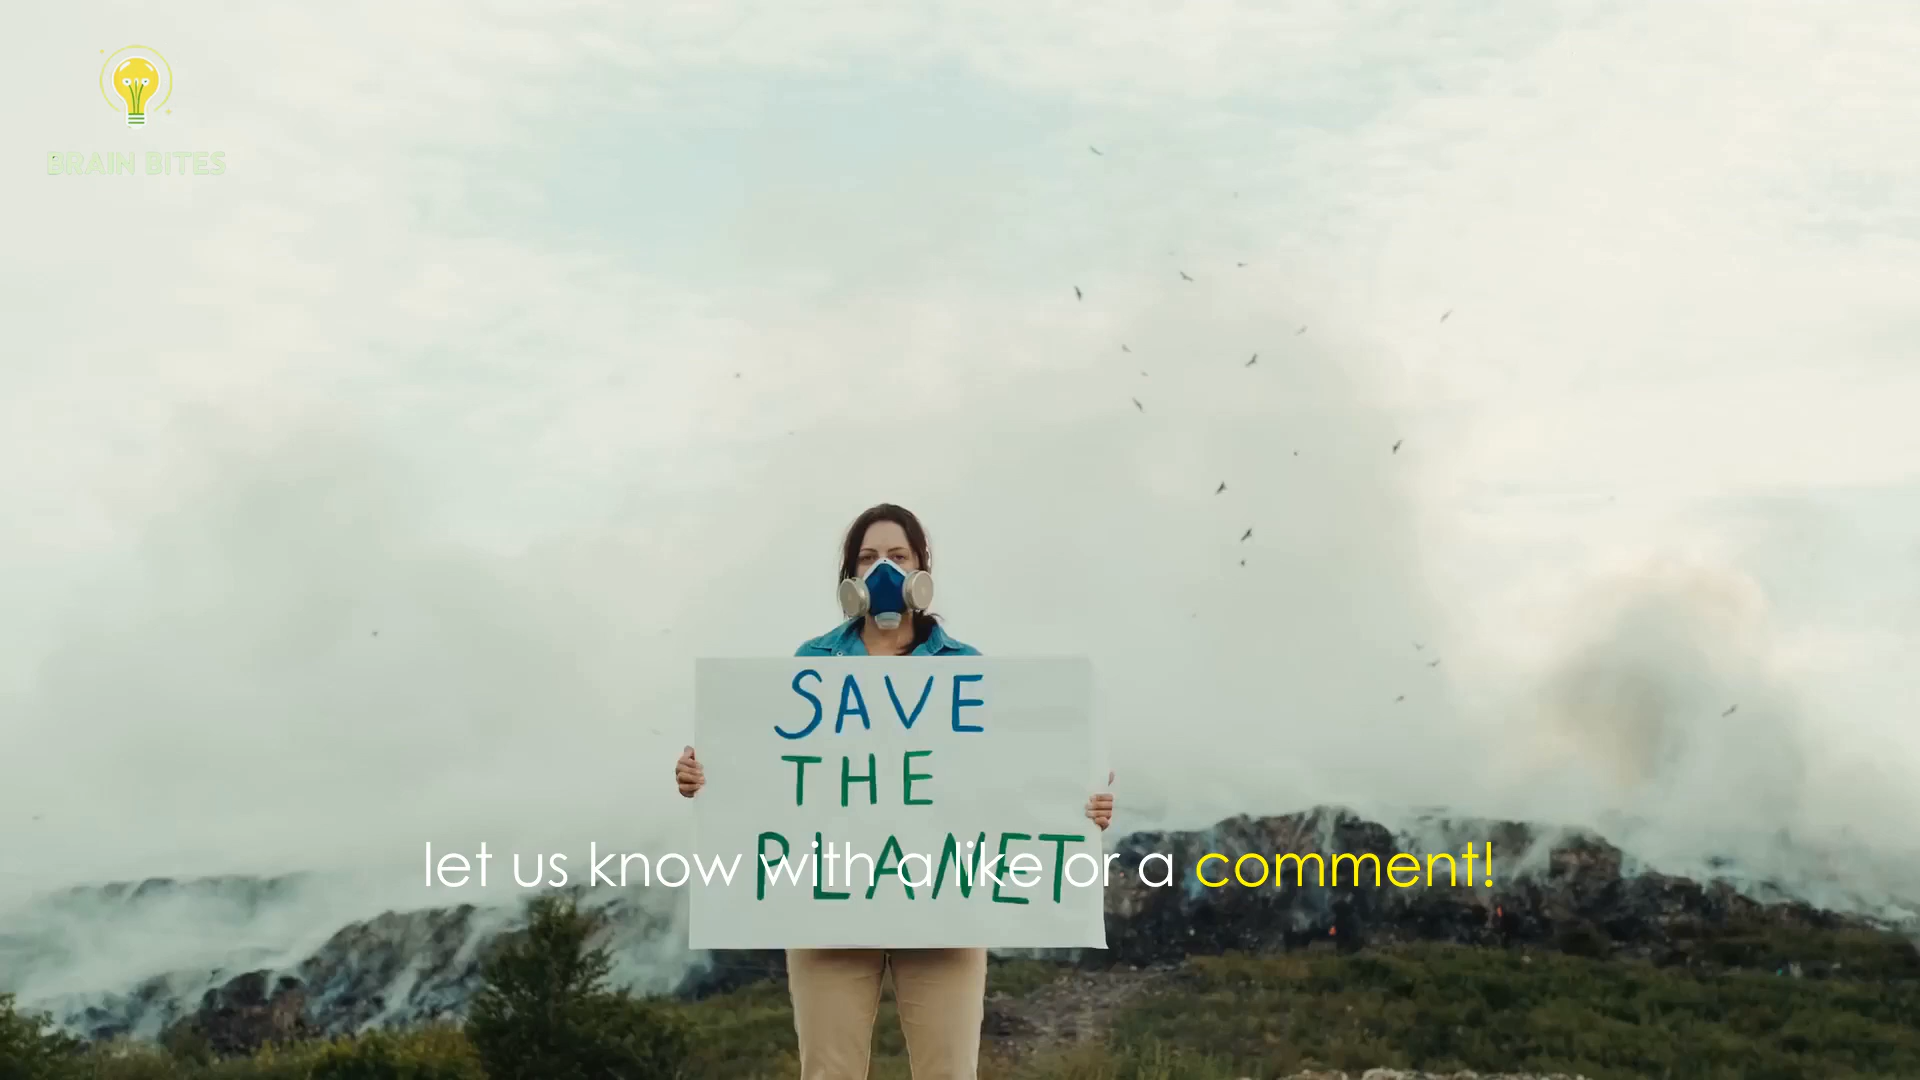 BRAIN BITES
SAVE
THE
PLANET
let us know with a like or a comment!